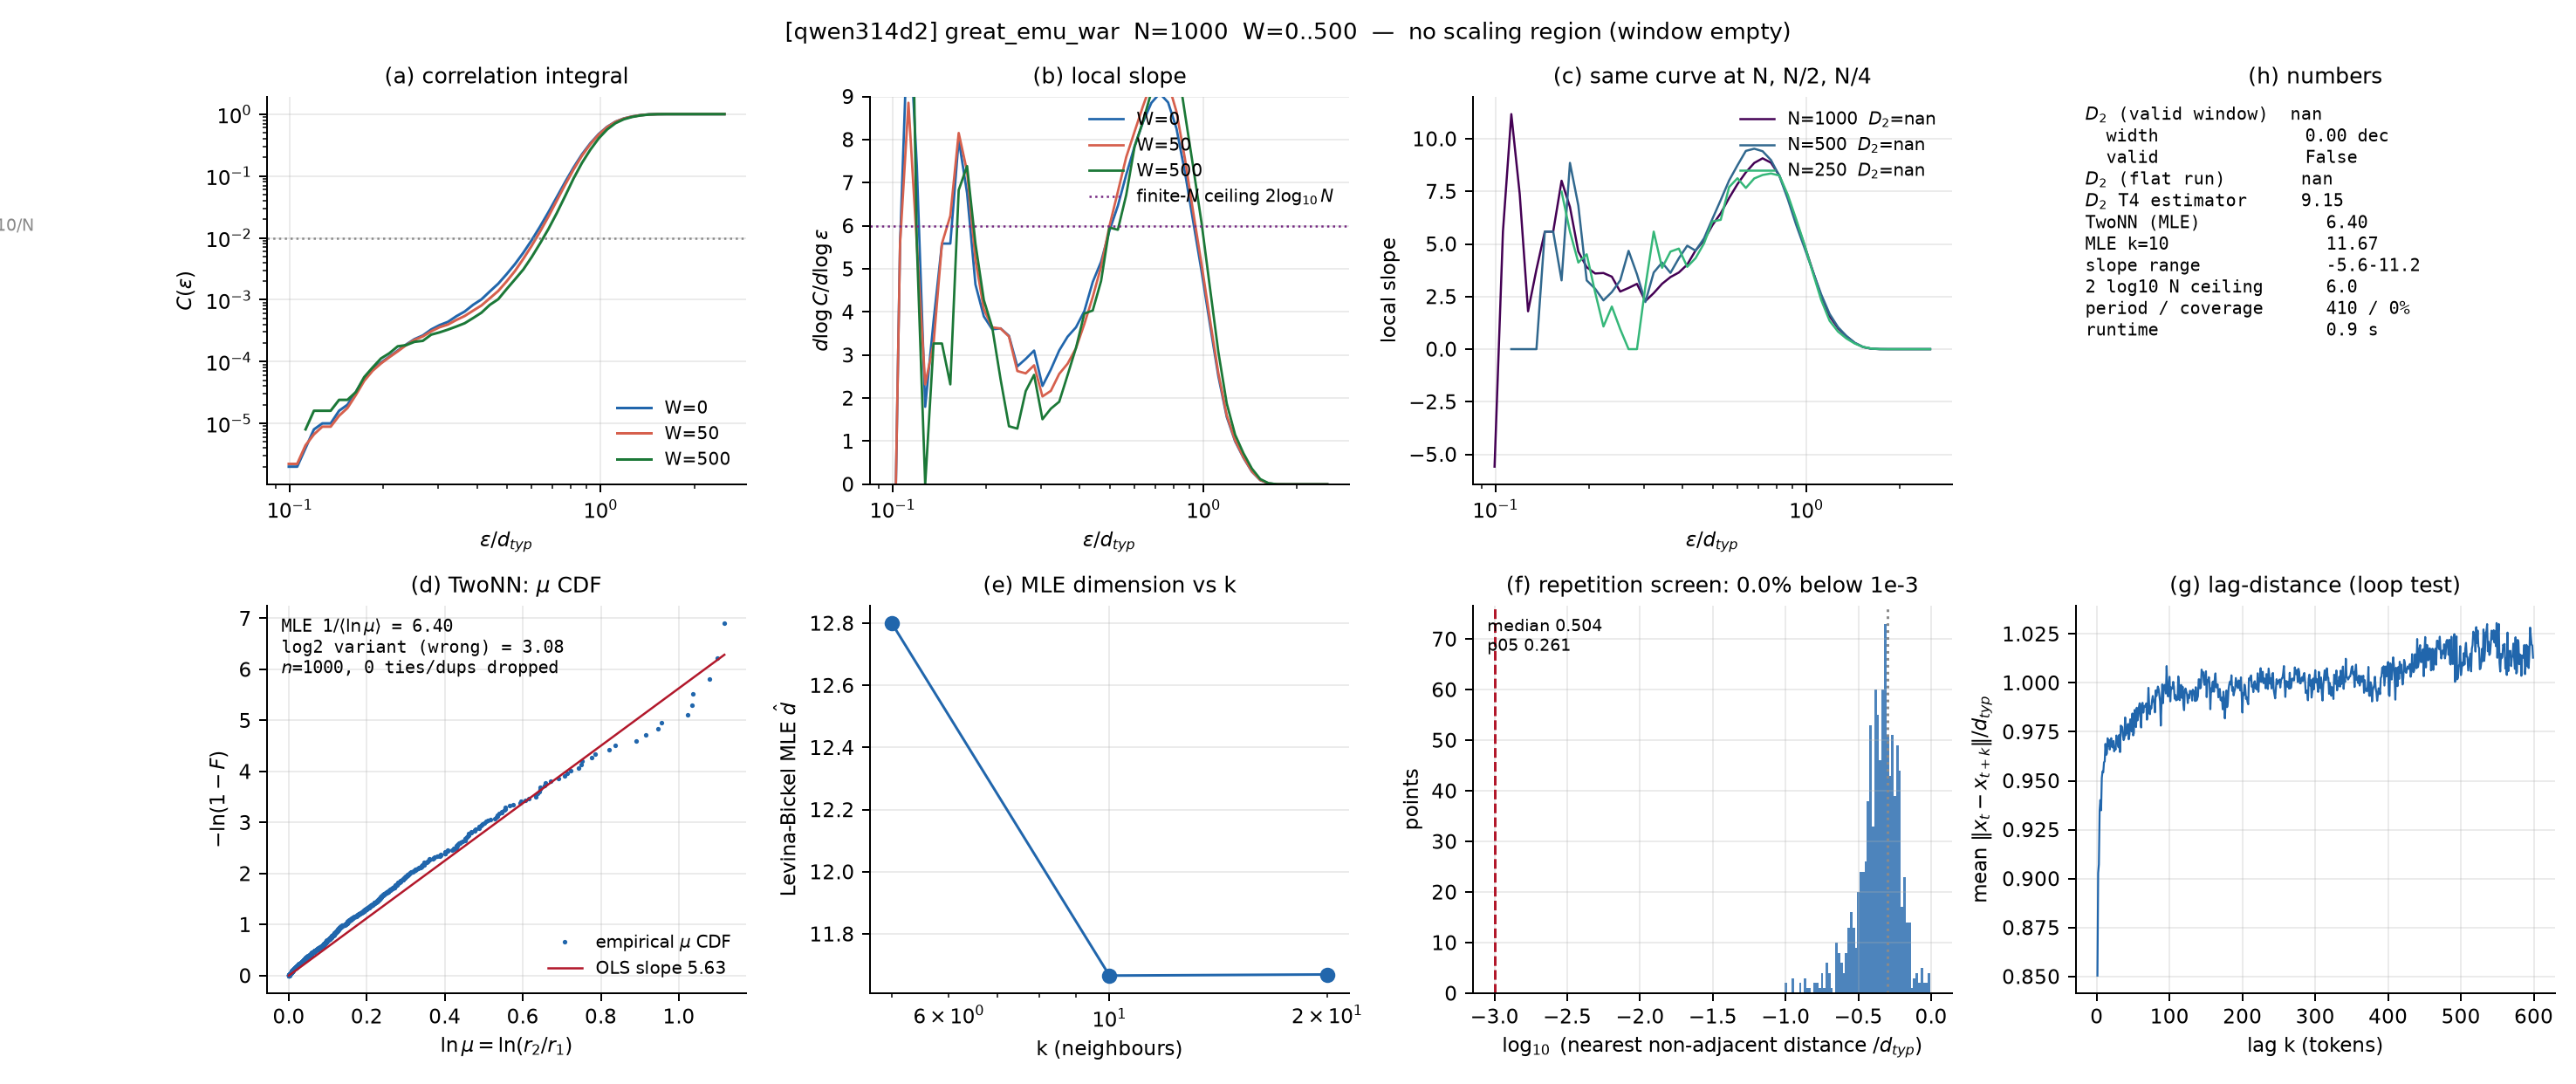 [qwen314d2] great_emu_war  N=1000  W=0..500  —  no scaling region (window empty)
(a) correlation integral
10⁰
10⁻¹
10⁻²
10⁻³
10⁻⁴
10⁻⁵
C(ε)
10/N
W=0
W=50
W=500
10⁻¹
10⁰
ε/d_typ
(b) local slope
9
8
7
6
5
4
3
2
1
0
dlog C/dlog ε
W=0
W=50
W=500
finite-N ceiling 2log₁₀ N
10⁻¹
10⁰
ε/d_typ
(c) same curve at N, N/2, N/4
10.0
7.5
5.0
2.5
0.0
−2.5
−5.0
local slope
N=1000  D₂=nan
N=500  D₂=nan
N=250  D₂=nan
10⁻¹
10⁰
ε/d_typ
(h) numbers
D₂ (valid window)  nan
width  0.00 dec
valid  False
D₂ (flat run)  nan
D₂ T4 estimator  9.15
TwoNN (MLE)  6.40
MLE k=10  11.67
slope range  -5.6-11.2
2 log10 N ceiling  6.0
period / coverage  410 / 0%
runtime  0.9 s
(d) TwoNN: μ CDF
7
6
5
4
3
2
1
0
−ln(1 − F)
MLE 1/⟨ln μ⟩ = 6.40
log2 variant (wrong) = 3.08
n=1000, 0 ties/dups dropped
empirical μ CDF
OLS slope 5.63
0.0
0.2
0.4
0.6
0.8
1.0
ln μ = ln(r₂/r₁)
(e) MLE dimension vs k
12.8
12.6
12.4
12.2
12.0
11.8
Levina-Bickel MLE d̂
6 × 10⁰
10¹
2 × 10¹
k (neighbours)
(f) repetition screen: 0.0% below 1e-3
70
60
50
40
30
20
10
0
points
median 0.504
p05 0.261
−3.0
−2.5
−2.0
−1.5
−1.0
−0.5
0.0
log₁₀ (nearest non-adjacent distance /d_typ)
(g) lag-distance (loop test)
1.025
1.000
0.975
0.950
0.925
0.900
0.875
0.850
mean ‖x_t − x_{t+k}‖/d_typ
0
100
200
300
400
500
600
lag k (tokens)